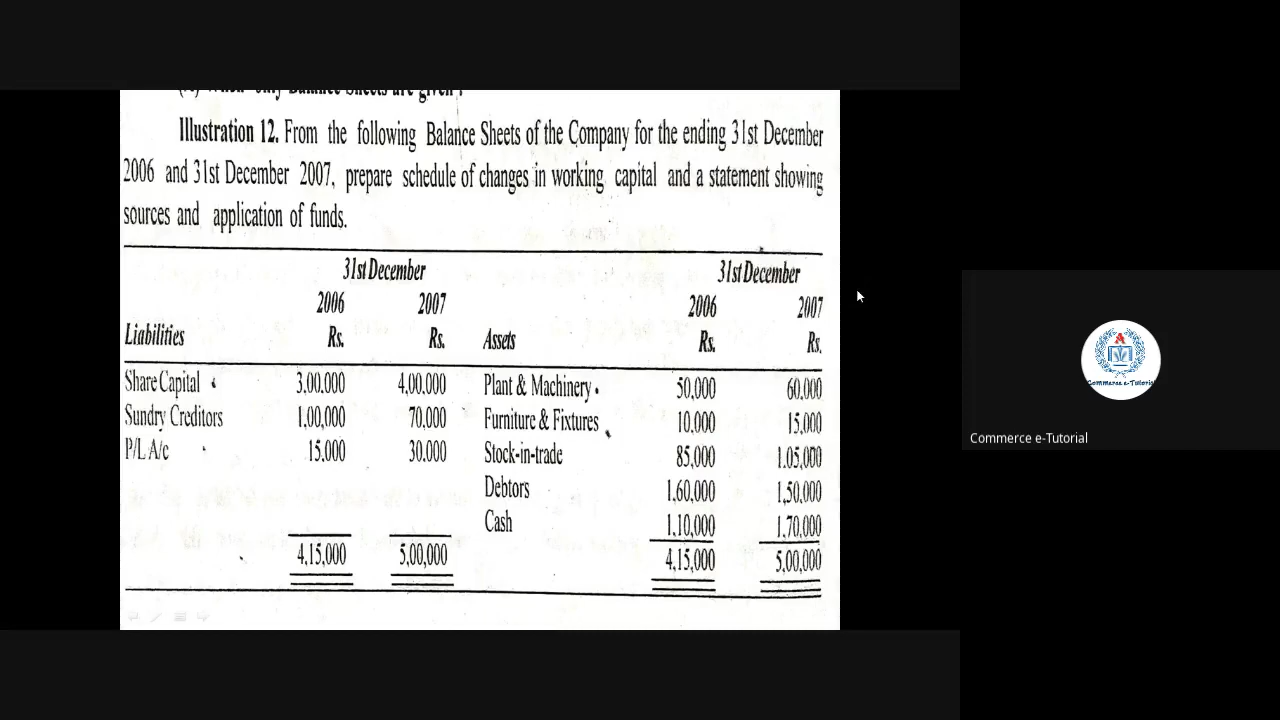 Illustration 12. From the following Balance Sheets of the Company for the ending 31st December
2006 and 31st December 2007, prepare schedule of changes in working capital and a statement showing
sources and application of funds.
31st December 31st December
2006 2007 2006 2007
Liabilities Rs. Rs. Assets Rs. Rs.
Share Capital 3,00,000 4,00,000 Plant & Machinery 50,000 60,000
Sundry Creditors 1,00,000 70,000 Furniture & Fixtures 10,000 15,000
P/L A/c 15,000 30,000 Stock-in-trade 85,000 1,05,000
Debtors 1,60,000 1,50,000
Cash 1,10,000 1,70,000
4,15,000 5,00,000 4,15,000 5,00,000
Commerce e-Tutorial
Commerce e-Tutorial